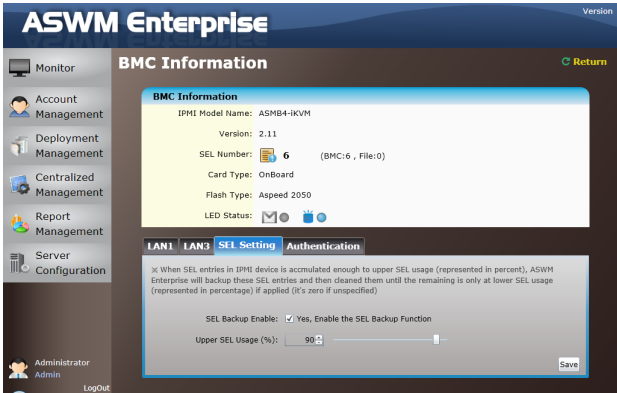 Version
ASWM Enterprise
Monitor
Account
Management
Deployment
Management
Centralized
Management
Report
Management
Server
Configuration
Administrator
Admin
LogOut
BMC Information
Return
BMC Information
IPMI Model Name: ASMB4-iKVM
Version: 2.11
SEL Number: 6 (BMC:6 , File:0)
Card Type: OnBoard
Flash Type: Aspeed 2050
LED Status:
LAN1 LAN3 SEL Setting Authentication
※ When SEL entries in IPMI device is accmulated enough to upper SEL usage (represented in percent), ASWM
Enterprise will backup these SEL entries and then cleaned them until the remaining is only at lower SEL usage
(represented in percentage) if applied (it's zero if unspecified)
SEL Backup Enable: Yes, Enable the SEL Backup Function
Upper SEL Usage (%): 90
Save